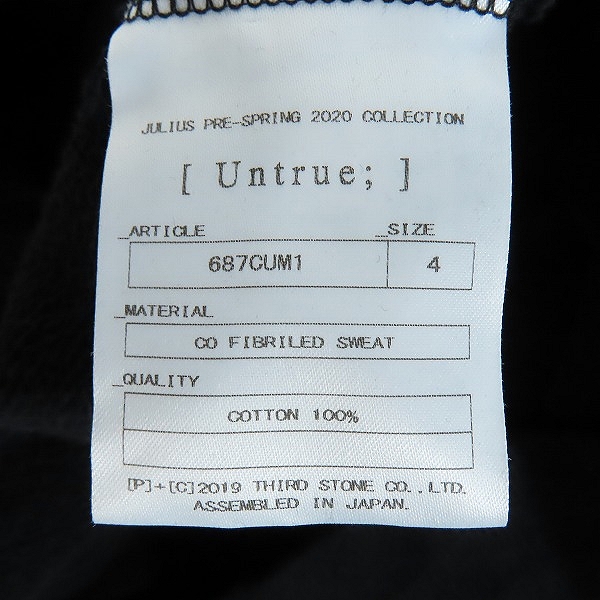 JULIUS PRE-SPRING 2020 COLLECTION
[ Untrue; ]
_ARTICLE _SIZE
687CUM1 4
_MATERIAL
CO FIBRILED SWEAT
_QUALITY
COTTON 100%
[P]+[C]2019 THIRD STONE CO.,LTD.
ASSEMBLED IN JAPAN.